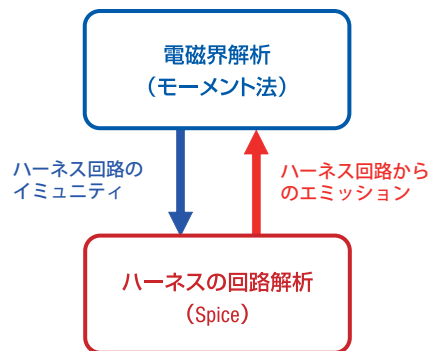 電磁界解析
（モーメント法）
ハーネス回路の
イミュニティ
ハーネス回路から
のエミッション
ハーネスの回路解析
（Spice）